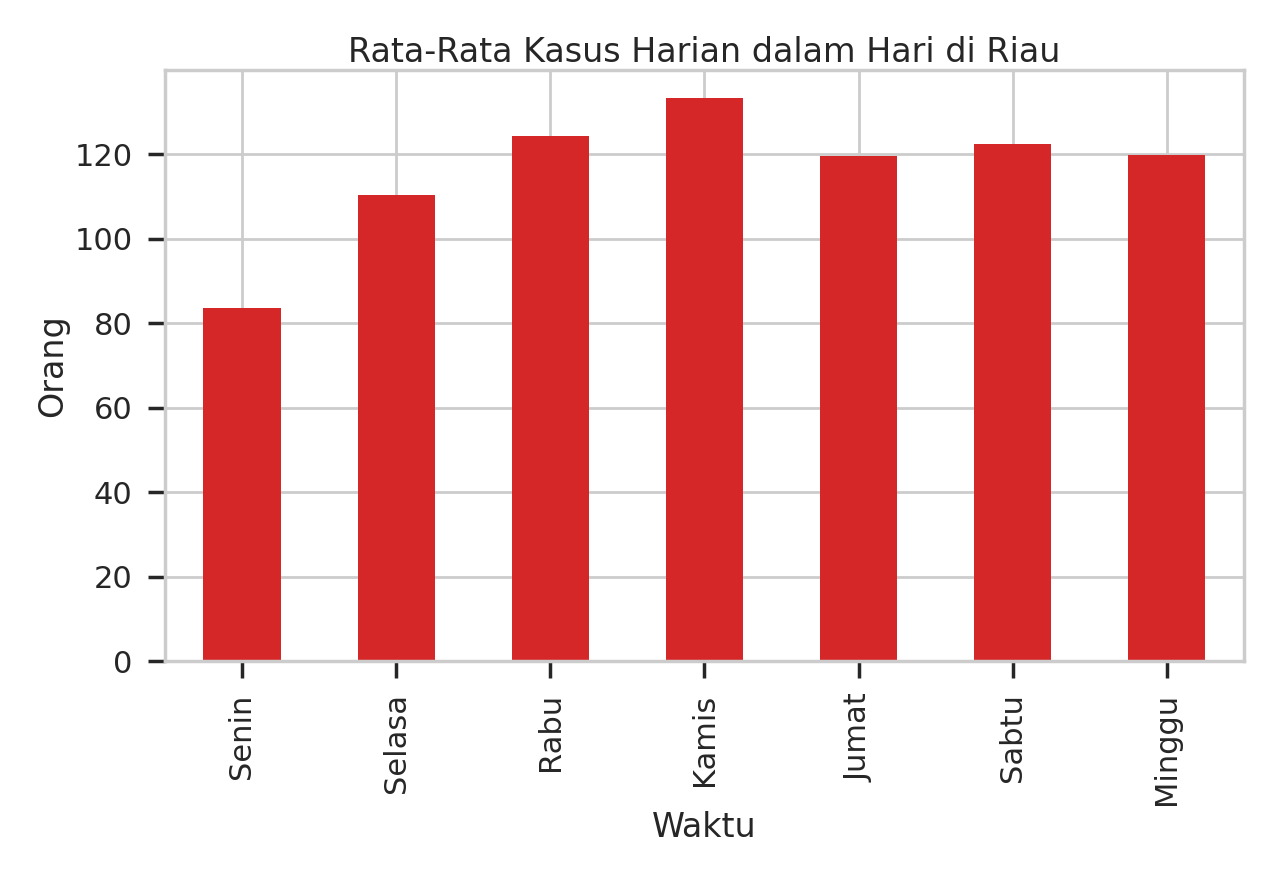 Rata-Rata Kasus Harian dalam Hari di Riau
Orang
120
100
80
60
40
20
0
Senin
Selasa
Rabu
Kamis
Jumat
Sabtu
Minggu
Waktu